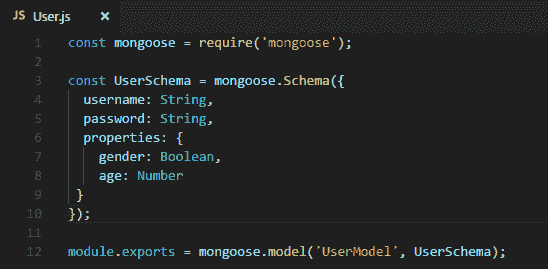 JS User.js ×
1 const mongoose = require('mongoose');
2
3 const UserSchema = mongoose.Schema({
4   username: String,
5   password: String,
6   properties: {
7     gender: Boolean,
8     age: Number
9   }
10 });
11
12 module.exports = mongoose.model('UserModel', UserSchema);